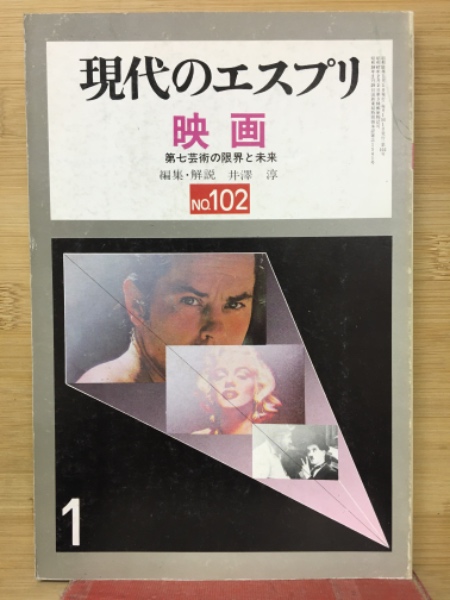 現代のエスプリ
映画
第七芸術の限界と未来
編集・解説 井澤 淳
No.102
1